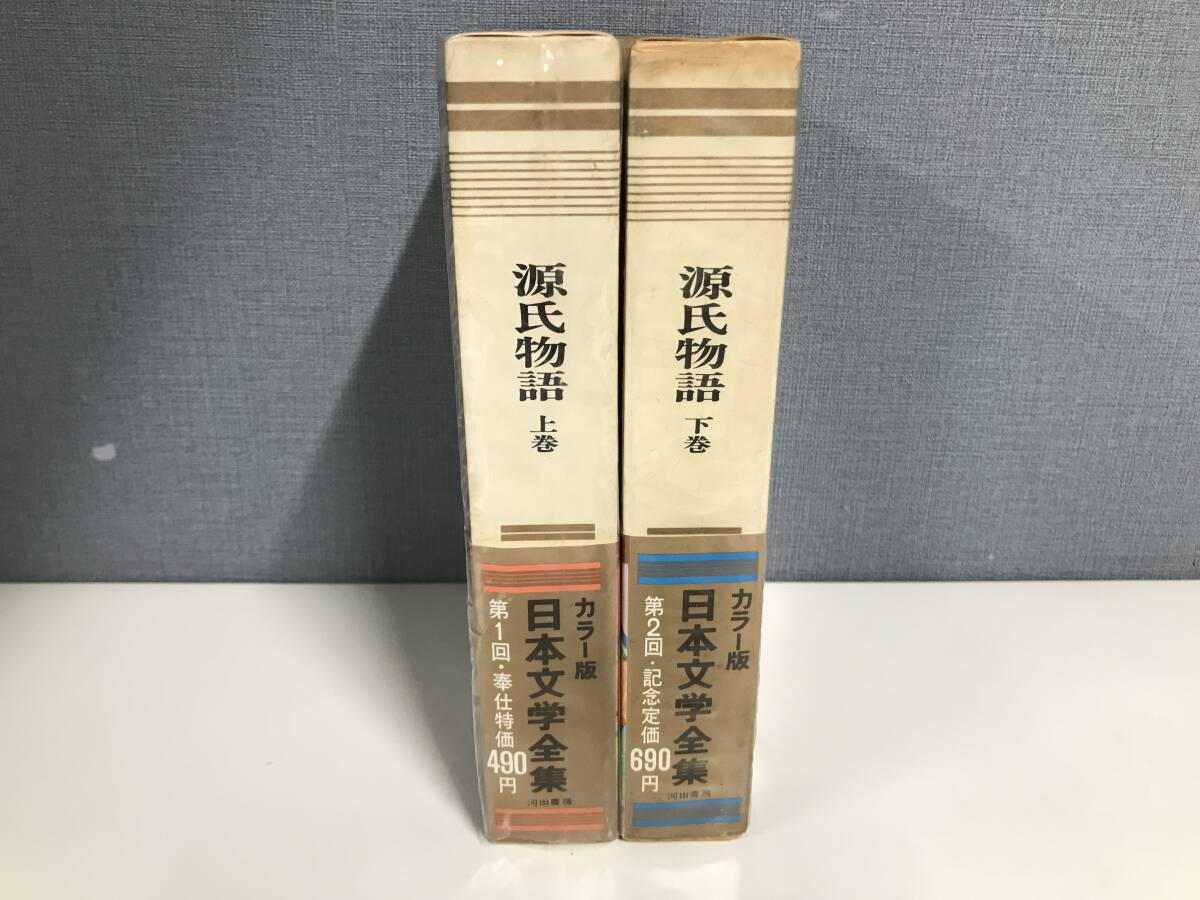 源氏物語
上巻
カラー版
日本文学全集
第1回・奉仕特価
490円
河出書房
源氏物語
下巻
カラー版
日本文学全集
第2回・記念定価
690円
河出書房